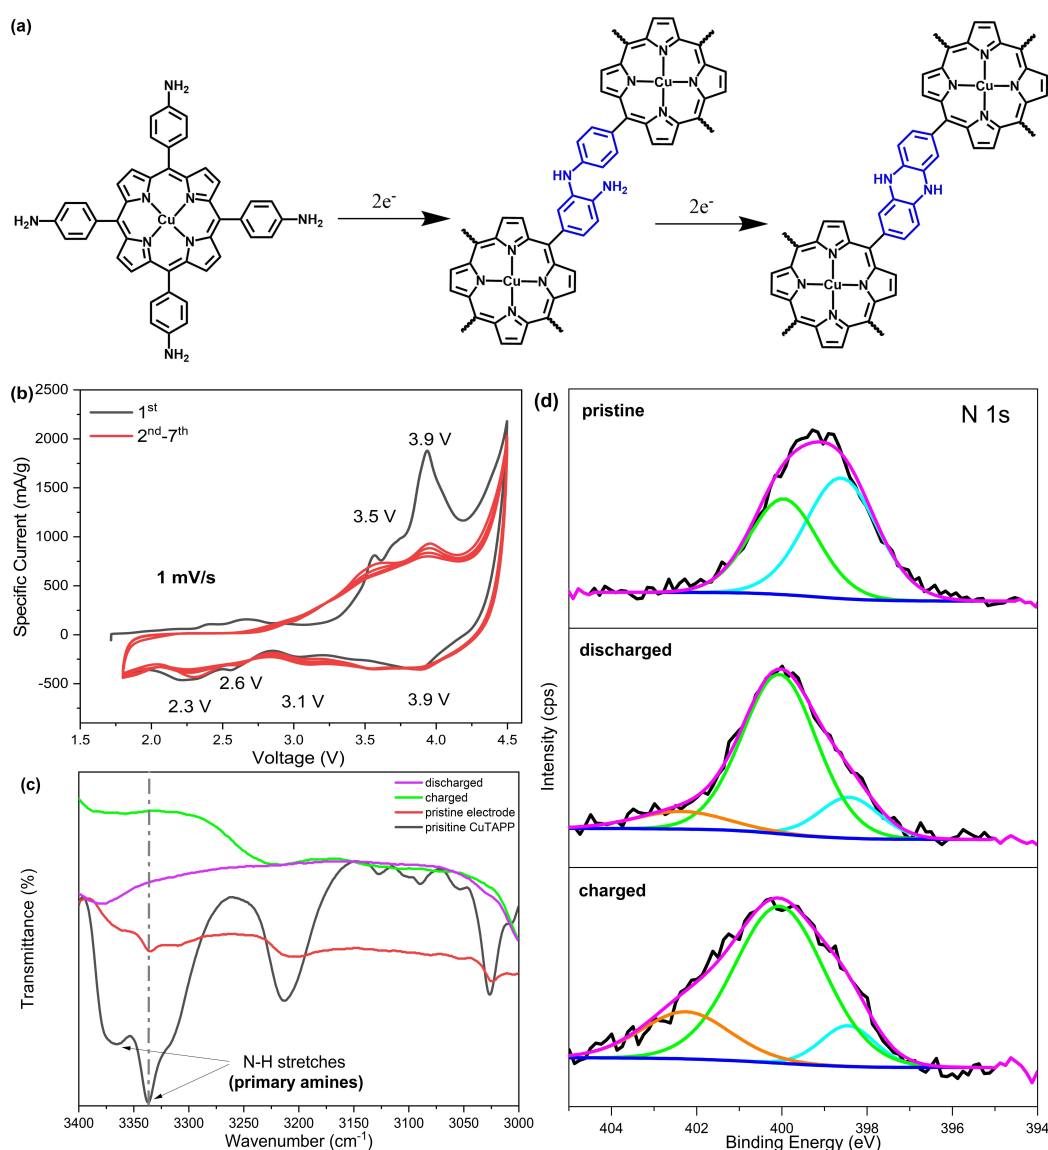 (a)
NH₂
H₂N
NH₂
NH₂
N
N
N
N
Cu
2e⁻
N
N
N
N
Cu
HN
NH₂
N
N
N
N
Cu
2e⁻
N
N
N
N
Cu
HN
NH
N
N
N
N
Cu
(b)
2500
2000
1500
1000
500
0
-500
Specific Current (mA/g)
1st
2nd-7th
3.9 V
3.5 V
1 mV/s
2.6 V
2.3 V
3.1 V
3.9 V
1.5 2.0 2.5 3.0 3.5 4.0 4.5
Voltage (V)
(c)
discharged
charged
pristine electrode
prisitine CuTAPP
Transmittance (%)
N-H stretches
(primary amines)
3400 3350 3300 3250 3200 3150 3100 3050 3000
Wavenumber (cm⁻¹)
(d)
pristine
N 1s
discharged
charged
Intensity (cps)
404 402 400 398 396 394
Binding Energy (eV)